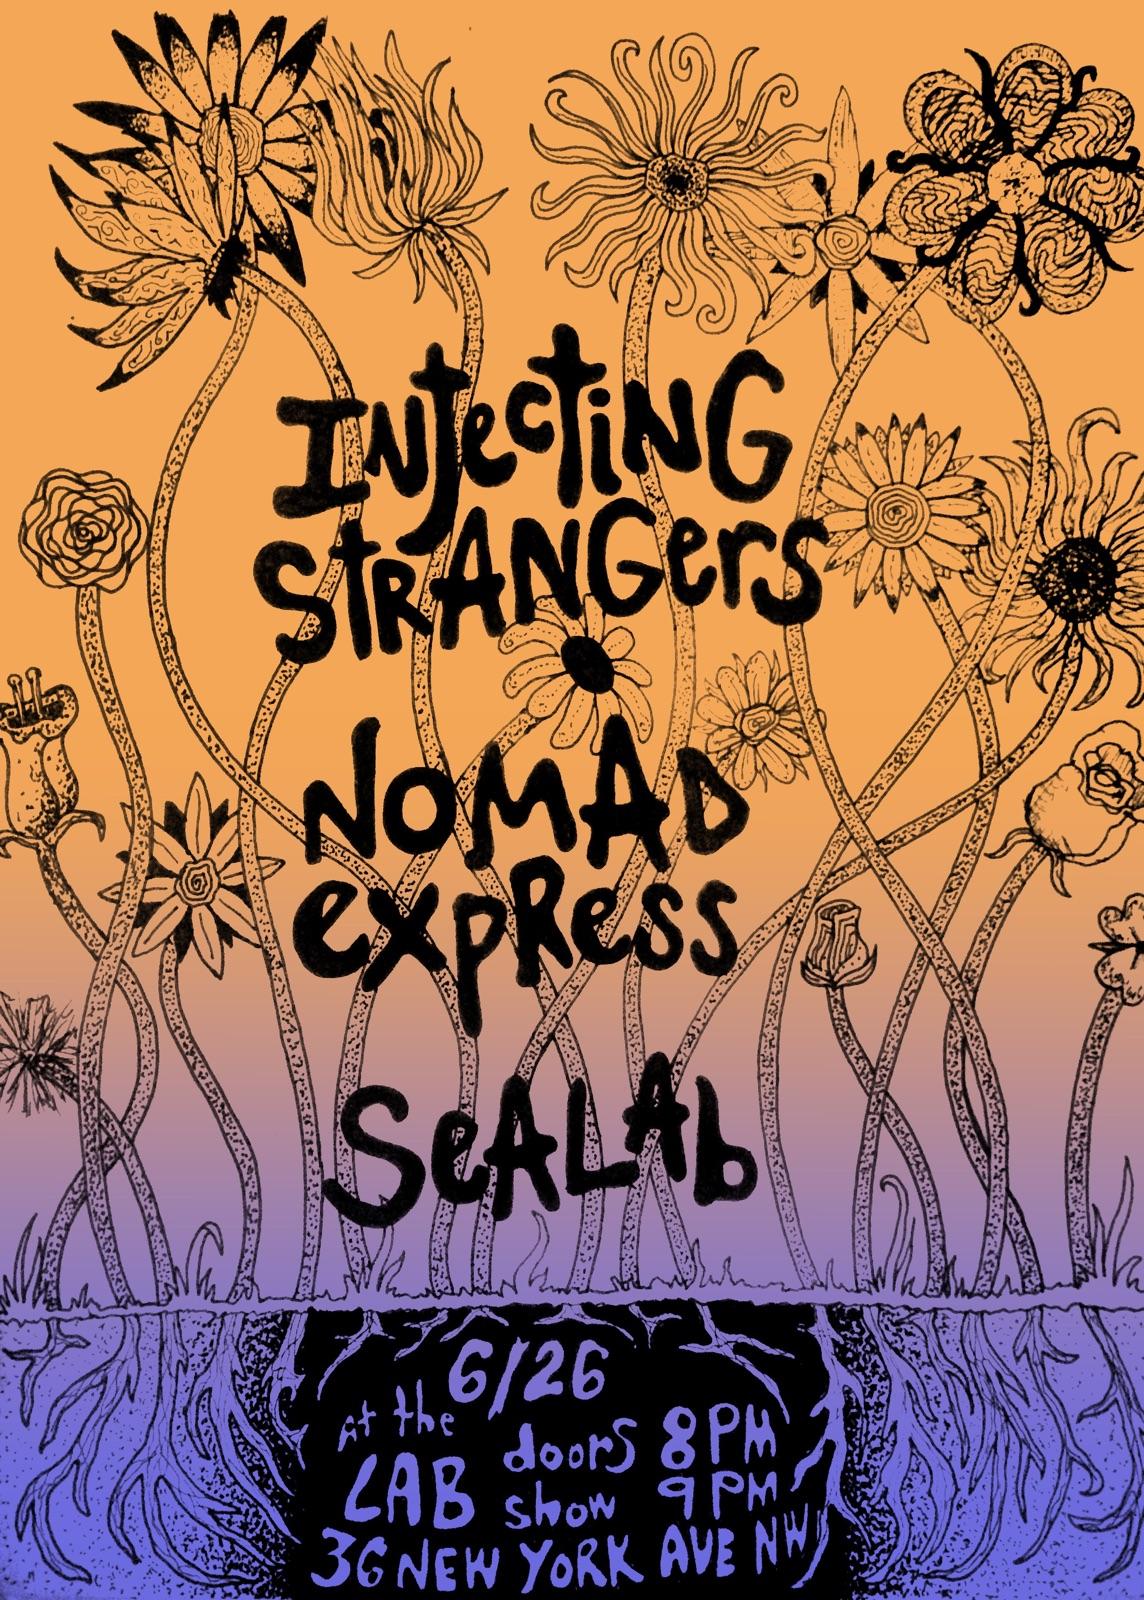 INjectiNG
StRANGers
NOMAD
expRess
SeALAb
6/26
at the
LAB
doors 8PM
show 9PM
36 NEW YORK AVE NW